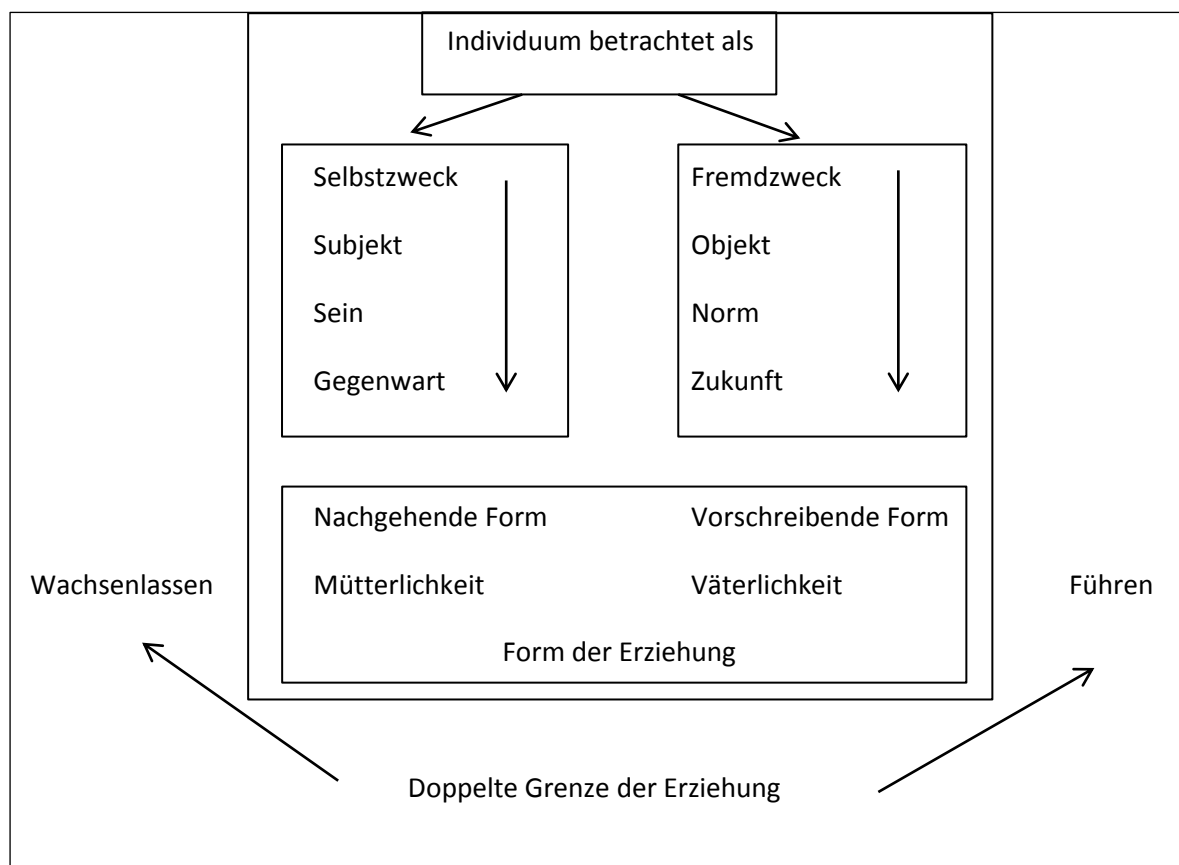 Individuum betrachtet als
Selbstzweck
Subjekt
Sein
Gegenwart
Fremdzweck
Objekt
Norm
Zukunft
Nachgehende Form
Vorschreibende Form
Wachsenlassen
Mütterlichkeit
Väterlichkeit
Führen
Form der Erziehung
Doppelte Grenze der Erziehung